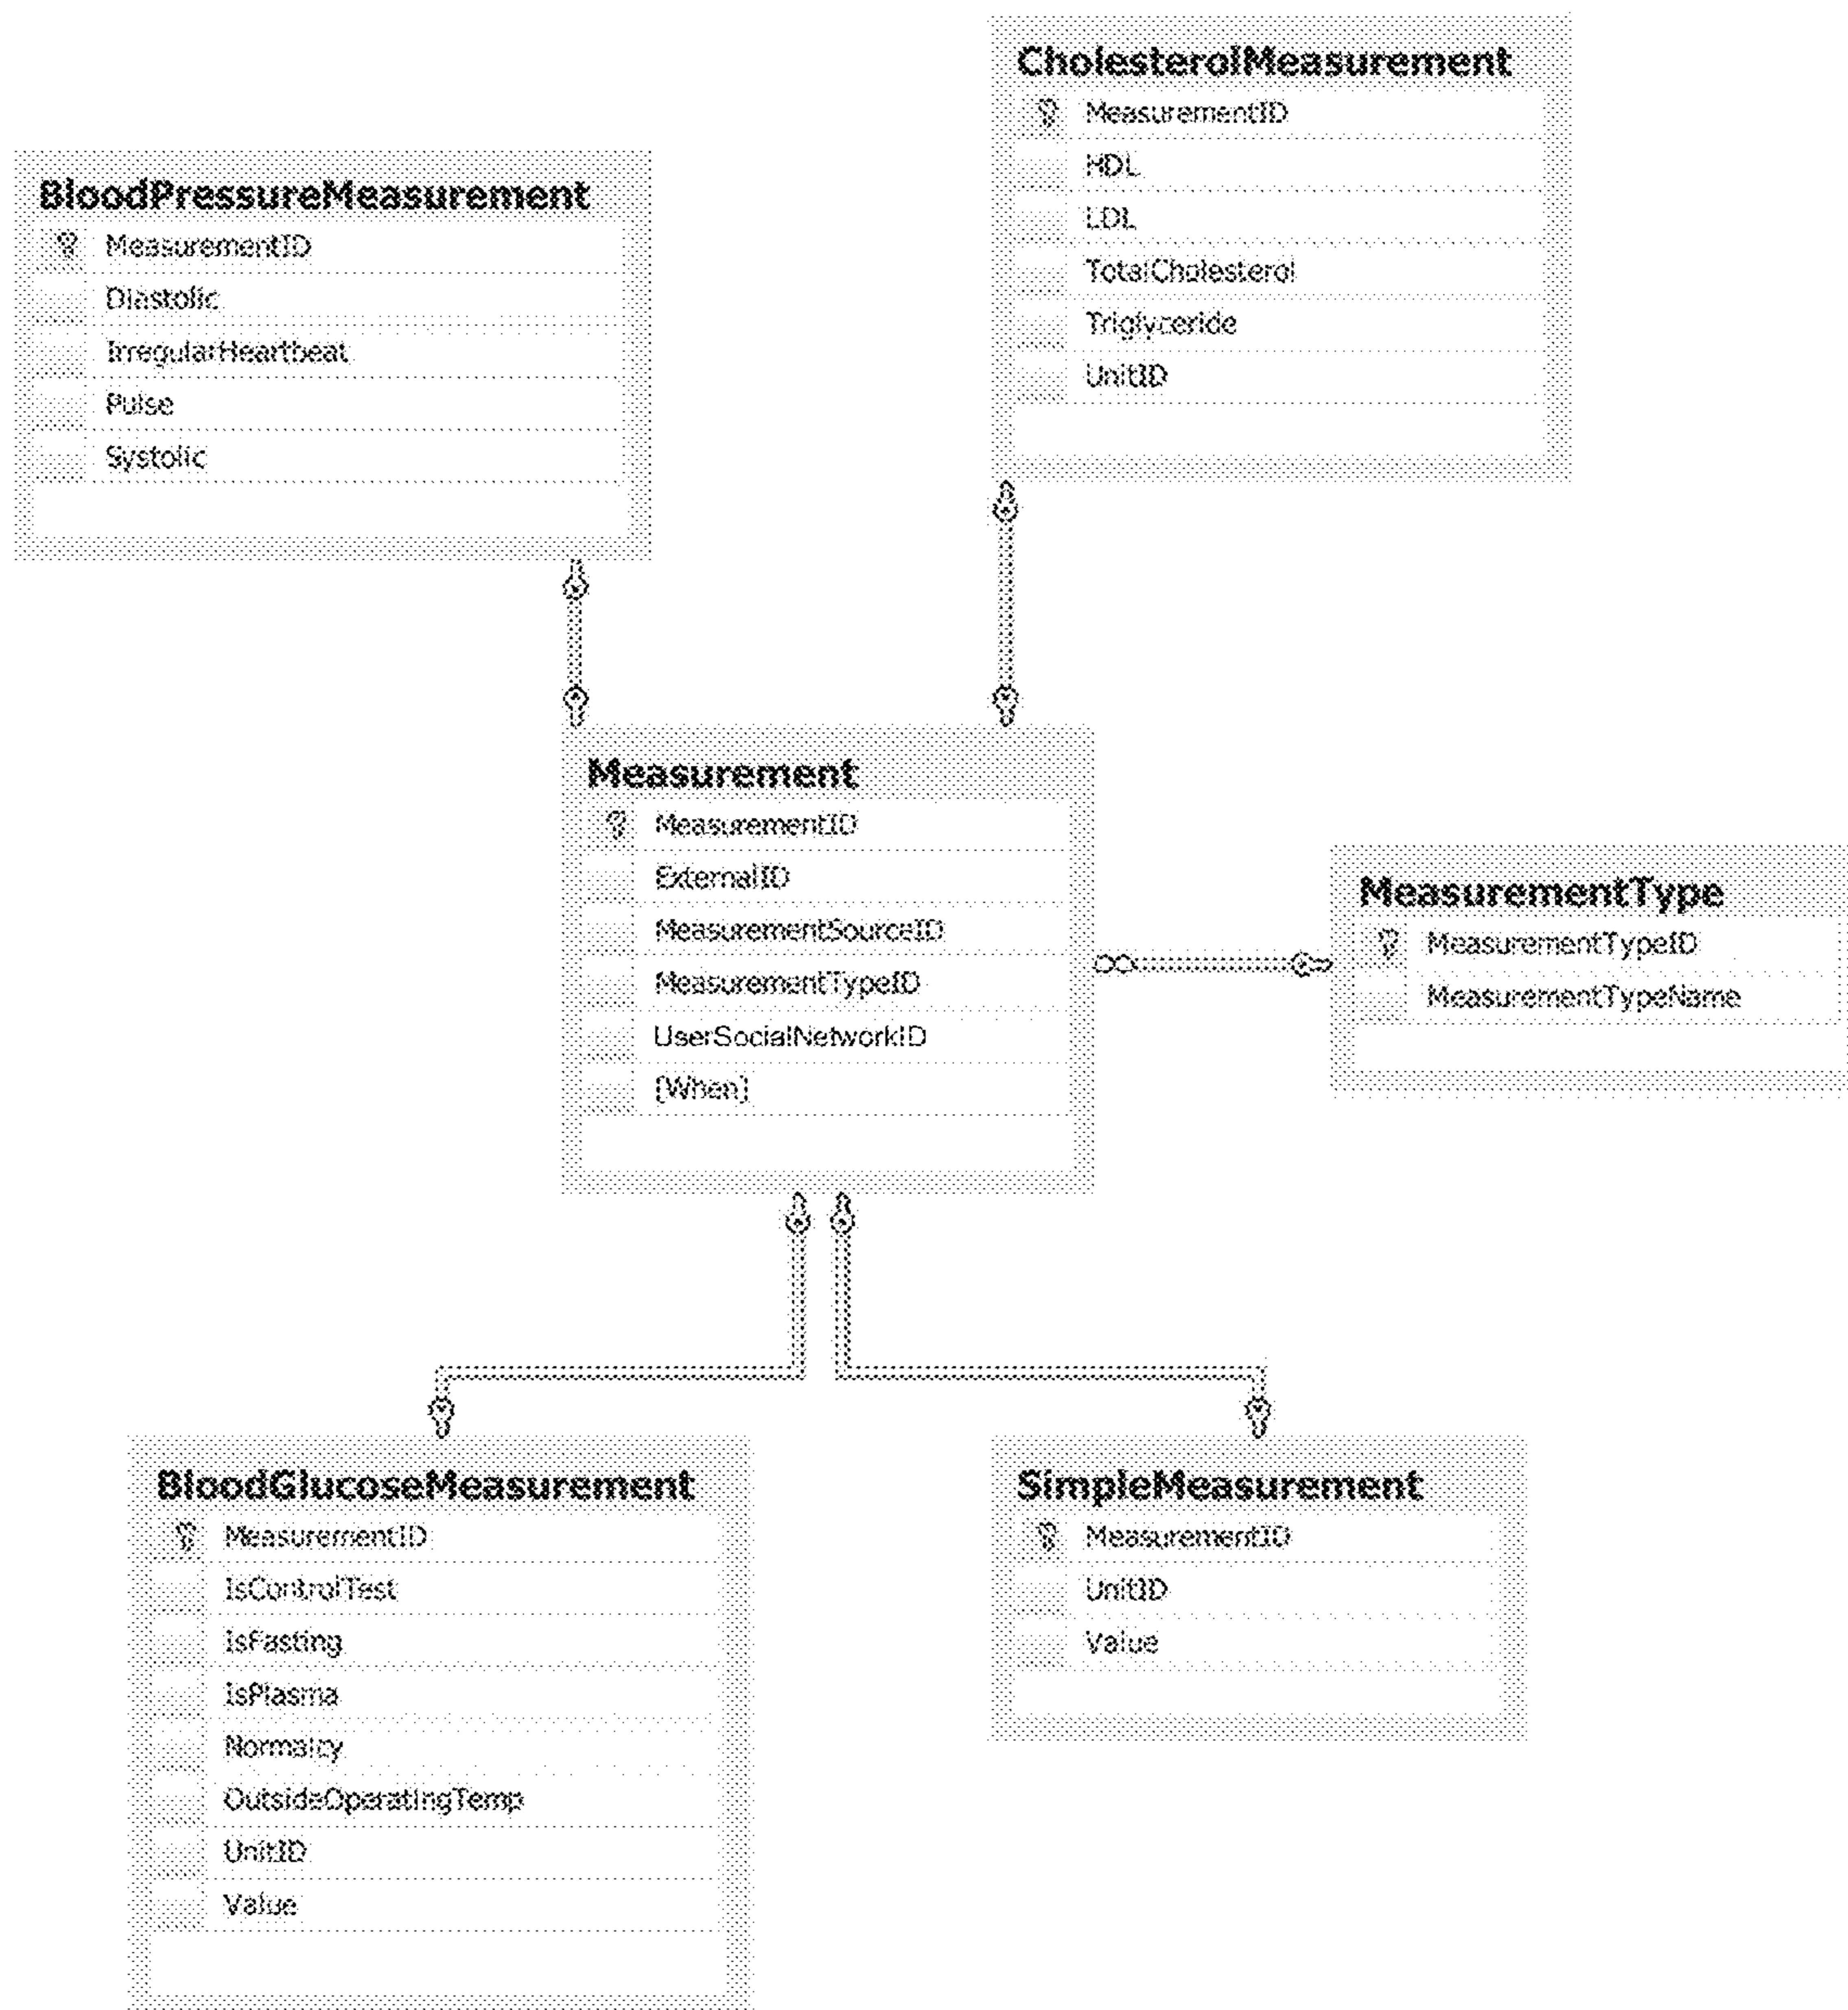 CholesterolMeasurement
MeasurementID
HDL
LDL
TotalCholesterol
Triglyceride
UnitID
BloodPressureMeasurement
MeasurementID
Diastolic
IrregularHeartbeat
Pulse
Systolic
Measurement
MeasurementID
ExternalID
MeasurementSourceID
MeasurementTypeID
UserSocialNetworkID
[When]
MeasurementType
MeasurementTypeID
MeasurementTypeName
BloodGlucoseMeasurement
MeasurementID
IsControlTest
IsFasting
IsPlasma
Normalcy
OutsideOperatingTemp
UnitID
Value
SimpleMeasurement
MeasurementID
UnitID
Value